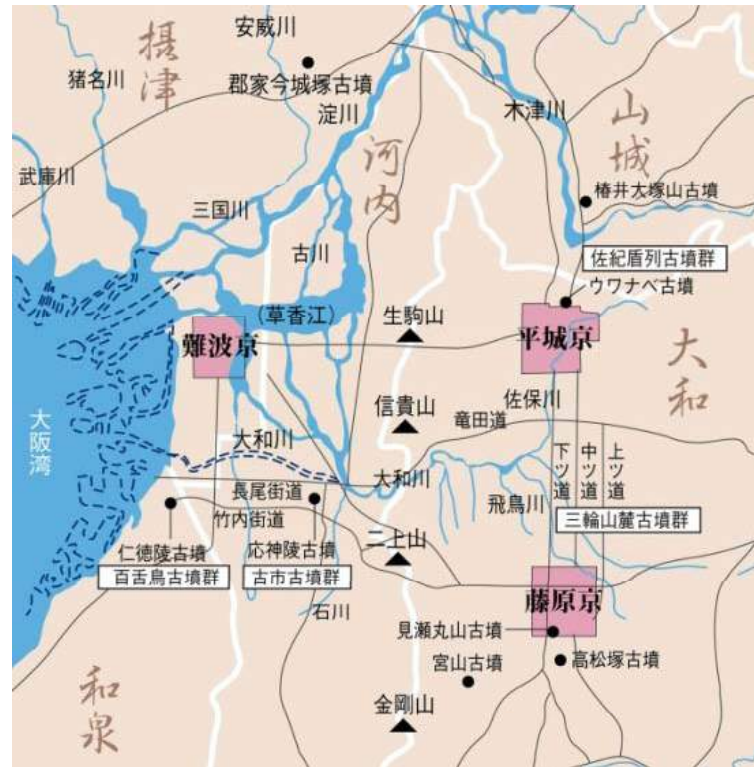 摂津
安威川
猪名川
郡家今城塚古墳
淀川
木津川
山城
河内
武庫川
椿井大塚山古墳
三国川
古川
佐紀盾列古墳群
ウワナベ古墳
(草香江)
生駒山
難波京
平城京
大和
佐保川
信貴山
竜田道
大阪湾
大和川
大和川
下ツ道
中ツ道
上ツ道
長尾街道
飛鳥川
竹内街道
三輪山麓古墳群
仁徳陵古墳
応神陵古墳
二上山
百舌鳥古墳群
古市古墳群
藤原京
石川
見瀬丸山古墳
宮山古墳
高松塚古墳
和泉
金剛山